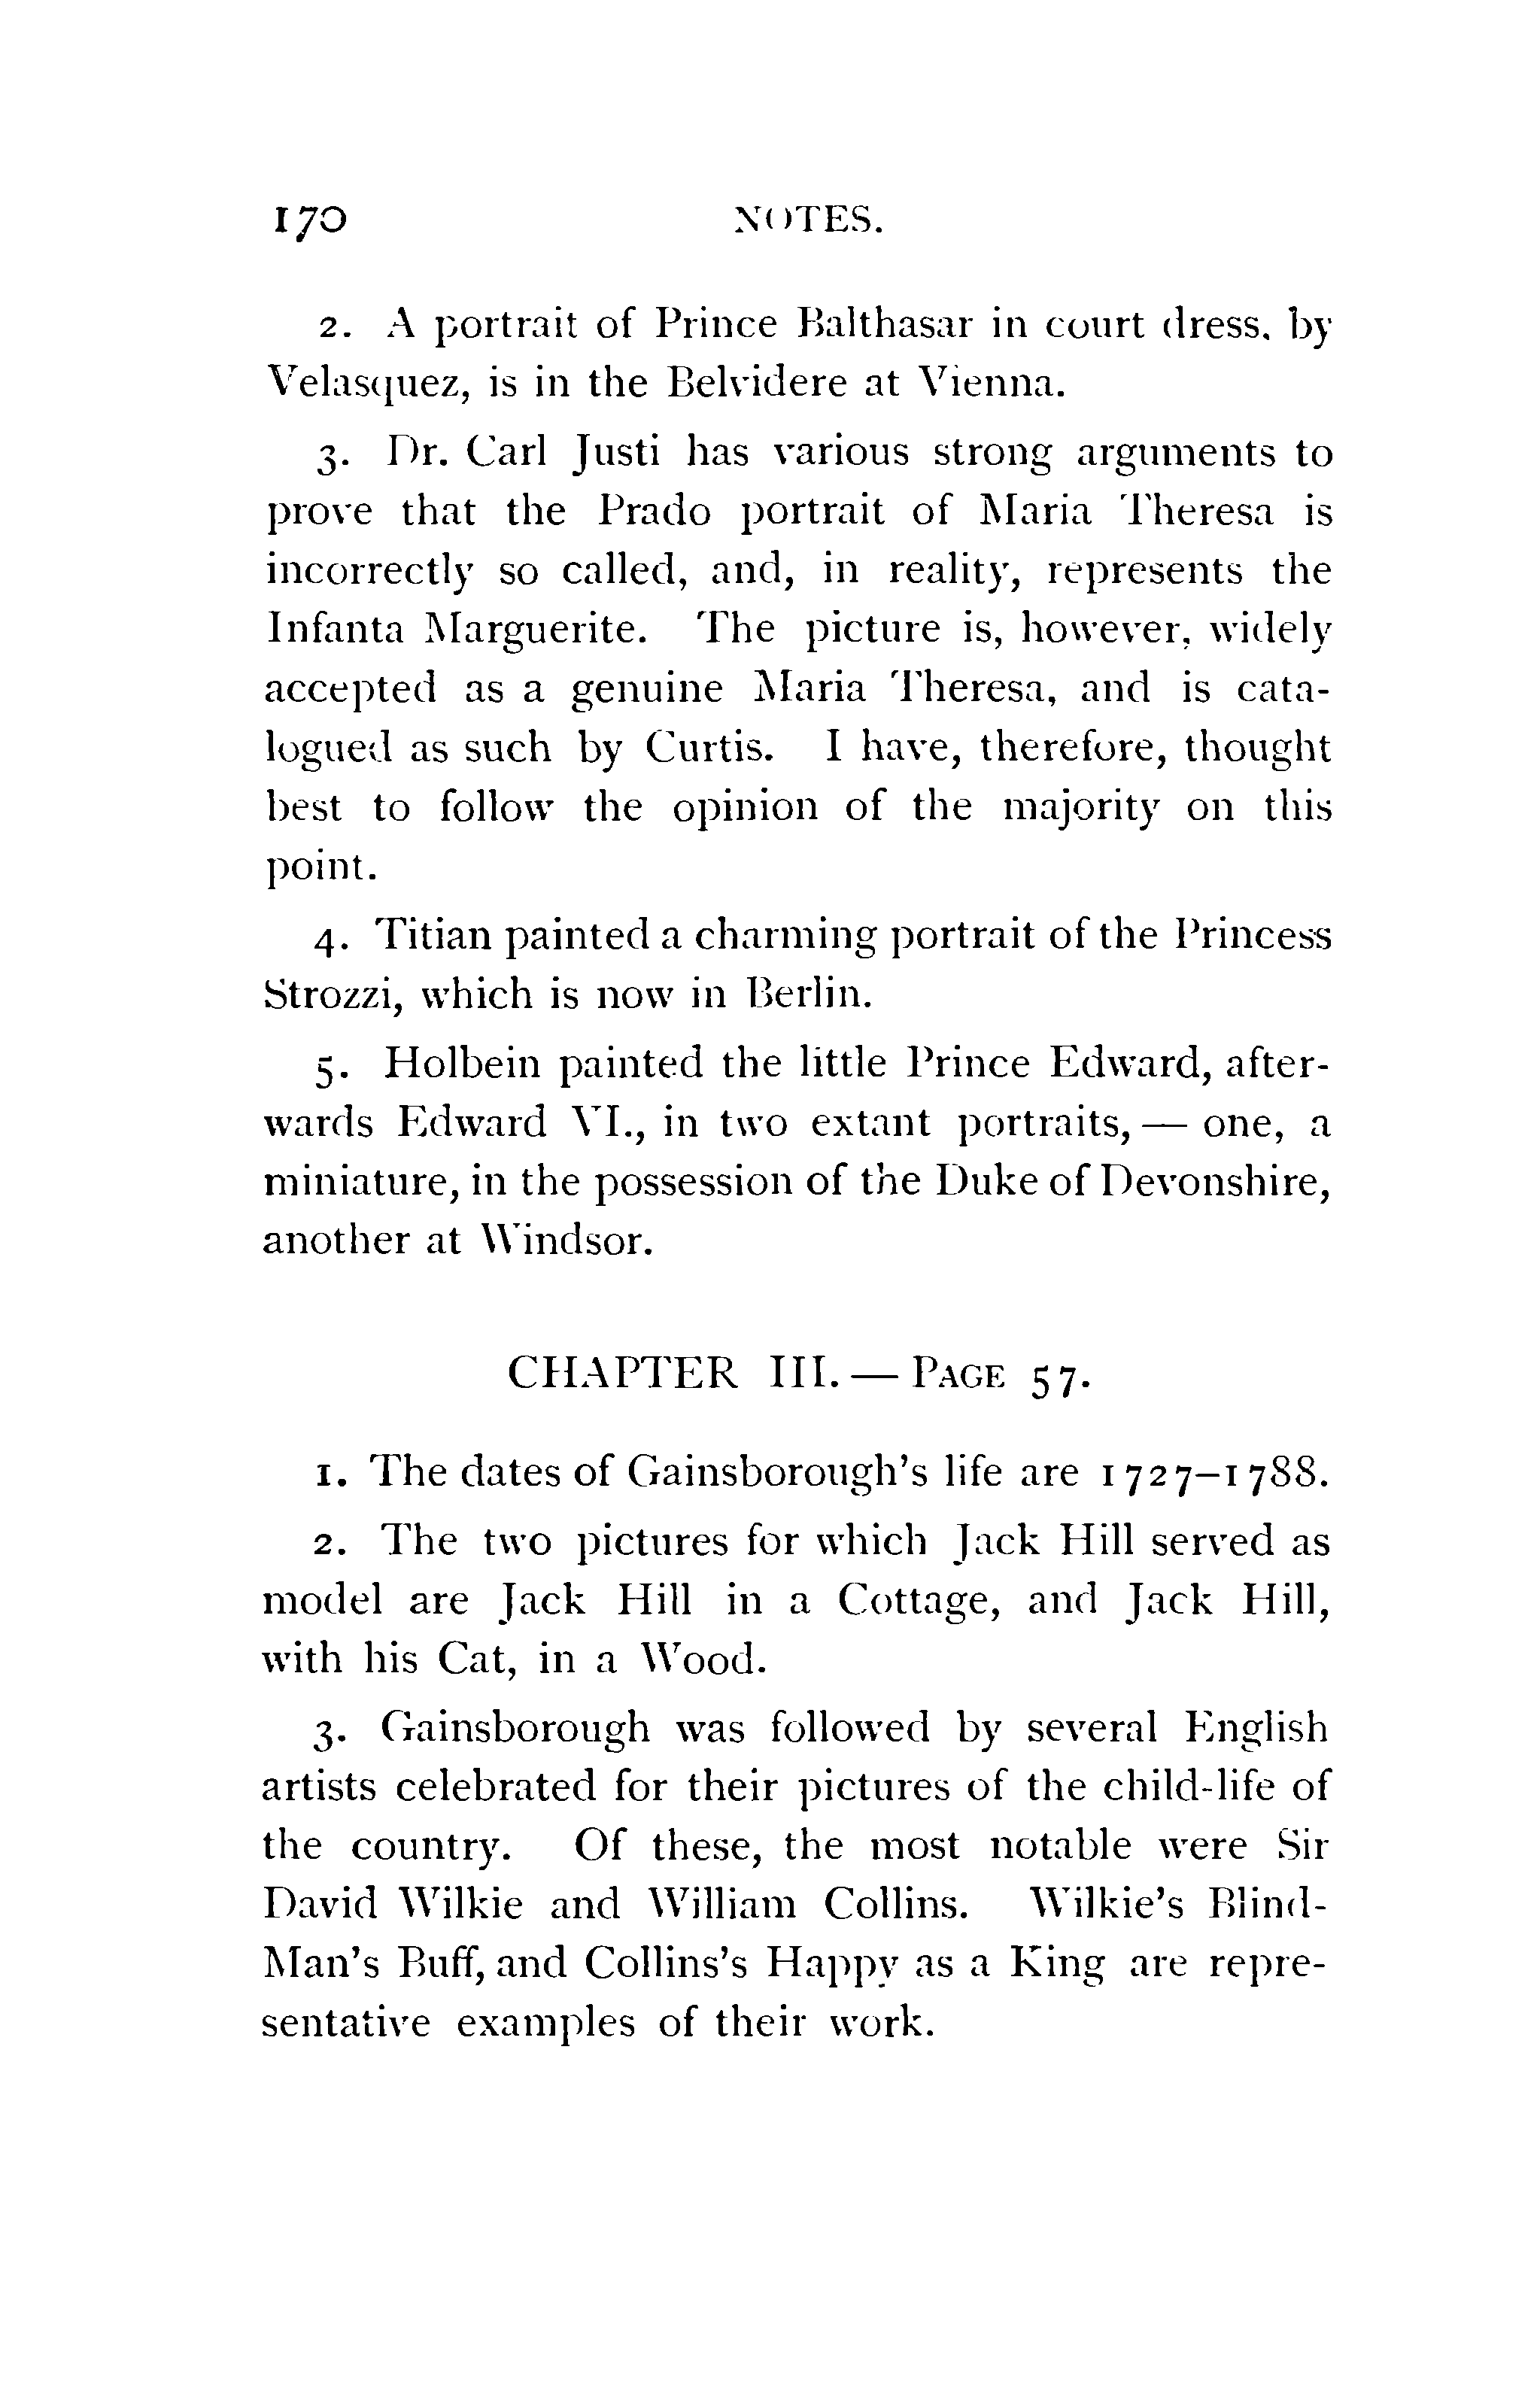 170 NOTES.
2. A portrait of Prince Balthasar in court dress, by
Velasquez, is in the Belvidere at Vienna.
3. Dr. Carl Justi has various strong arguments to
prove that the Prado portrait of Maria Theresa is
incorrectly so called, and, in reality, represents the
Infanta Marguerite. The picture is, however, widely
accepted as a genuine Maria Theresa, and is cata-
logued as such by Curtis. I have, therefore, thought
best to follow the opinion of the majority on this
point.
4. Titian painted a charming portrait of the Princess
Strozzi, which is now in Berlin.
5. Holbein painted the little Prince Edward, after-
wards Edward VI., in two extant portraits, — one, a
miniature, in the possession of the Duke of Devonshire,
another at Windsor.
CHAPTER III. — PAGE 57.
1. The dates of Gainsborough's life are 1727–1788.
2. The two pictures for which Jack Hill served as
model are Jack Hill in a Cottage, and Jack Hill,
with his Cat, in a Wood.
3. Gainsborough was followed by several English
artists celebrated for their pictures of the child-life of
the country. Of these, the most notable were Sir
David Wilkie and William Collins. Wilkie's Blind-
Man's Buff, and Collins's Happy as a King are repre-
sentative examples of their work.